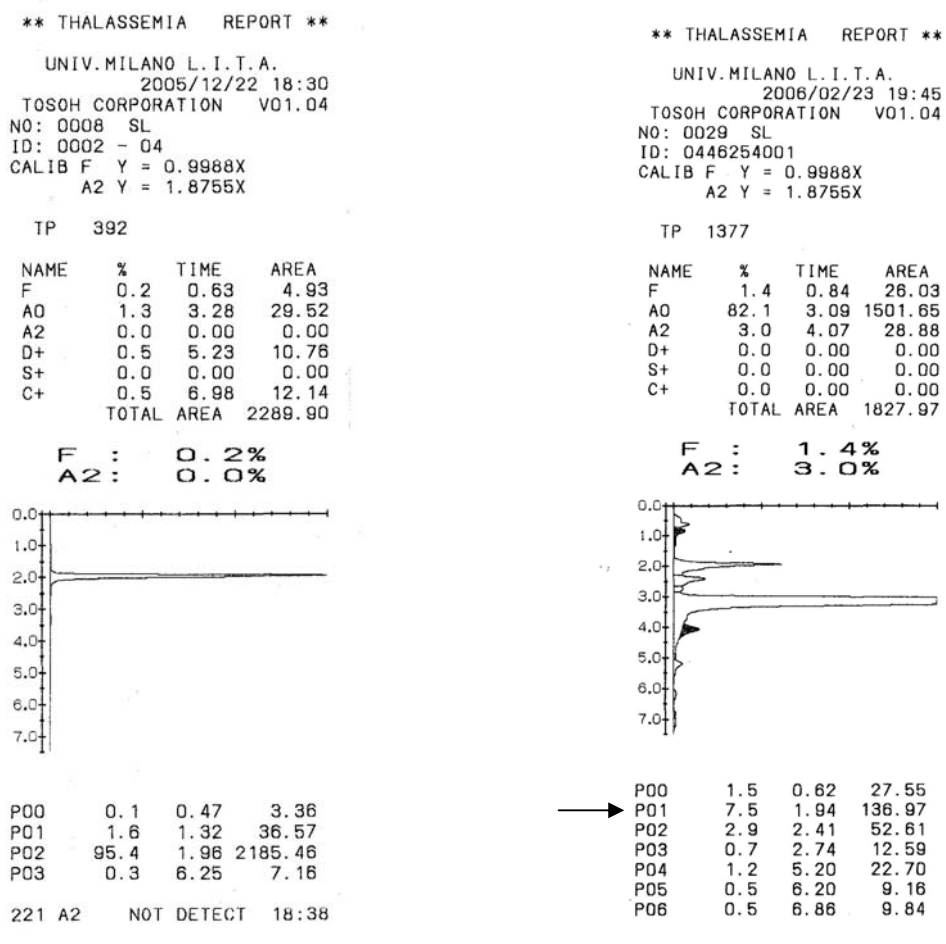 ** THALASSEMIA REPORT **
UNIV.MILANO L.I.T.A.
2005/12/22 18:30
TOSOH CORPORATION V01.04
NO: 0008 SL
ID: 0002 - 04
CALIB F Y = 0.9988X
A2 Y = 1.8755X
TP 392
NAME % TIME AREA
F 0.2 0.63 4.93
A0 1.3 3.28 29.52
A2 0.0 0.00 0.00
D+ 0.5 5.23 10.76
S+ 0.0 0.00 0.00
C+ 0.5 6.98 12.14
TOTAL AREA 2289.90
F : 0.2%
A2: 0.0%
0.0
1.0
2.0
3.0
4.0
5.0
6.0
7.0
P00 0.1 0.47 3.36
P01 1.6 1.32 36.57
P02 95.4 1.96 2185.46
P03 0.3 6.25 7.16
221 A2 NOT DETECT 18:38
** THALASSEMIA REPORT **
UNIV.MILANO L.I.T.A.
2006/02/23 19:45
TOSOH CORPORATION V01.04
NO: 0029 SL
ID: 0446254001
CALIB F Y = 0.9988X
A2 Y = 1.8755X
TP 1377
NAME % TIME AREA
F 1.4 0.84 26.03
A0 82.1 3.09 1501.65
A2 3.0 4.07 28.88
D+ 0.0 0.00 0.00
S+ 0.0 0.00 0.00
C+ 0.0 0.00 0.00
TOTAL AREA 1827.97
F : 1.4%
A2: 3.0%
0.0
1.0
2.0
3.0
4.0
5.0
6.0
7.0
P00 1.5 0.62 27.55
P01 7.5 1.94 136.97
P02 2.9 2.41 52.61
P03 0.7 2.74 12.59
P04 1.2 5.20 22.70
P05 0.5 6.20 9.16
P06 0.5 6.86 9.84